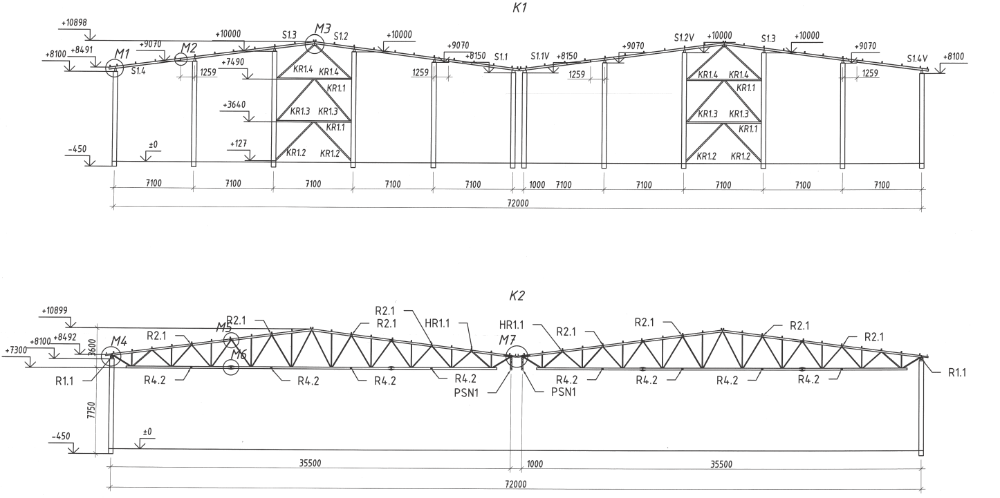 K1
+10898
+10000
S1.3
M3
S1.2
+10000
S1.2V
+10000
S1.3
+10000
+8100
+8491
M1
+9070
M2
+9070
+8150
S1.1
S1.1V
+8150
+9070
+9070
S1.4V
+8100
S1.4
1259
+7490
KR1.4
KR1.4
1259
1259
KR1.4
KR1.4
1259
KR1.1
KR1.1
+3640
KR1.3
KR1.3
KR1.3
KR1.3
KR1.1
KR1.1
-450
±0
+127
KR1.2
KR1.2
KR1.2
KR1.2
7100
7100
7100
7100
7100
1000
7100
7100
7100
7100
7100
72000
K2
+10899
M5
R2.1
R2.1
R2.1
HR1.1
HR1.1
R2.1
R2.1
R2.1
+7300
+8100
+8492
3600
M4
R2.1
M7
R2.1
M6
R1.1
R4.2
R4.2
R4.2
R4.2
PSN1
PSN1
R4.2
R4.2
R4.2
R4.2
R1.1
7750
-450
±0
35500
1000
35500
72000